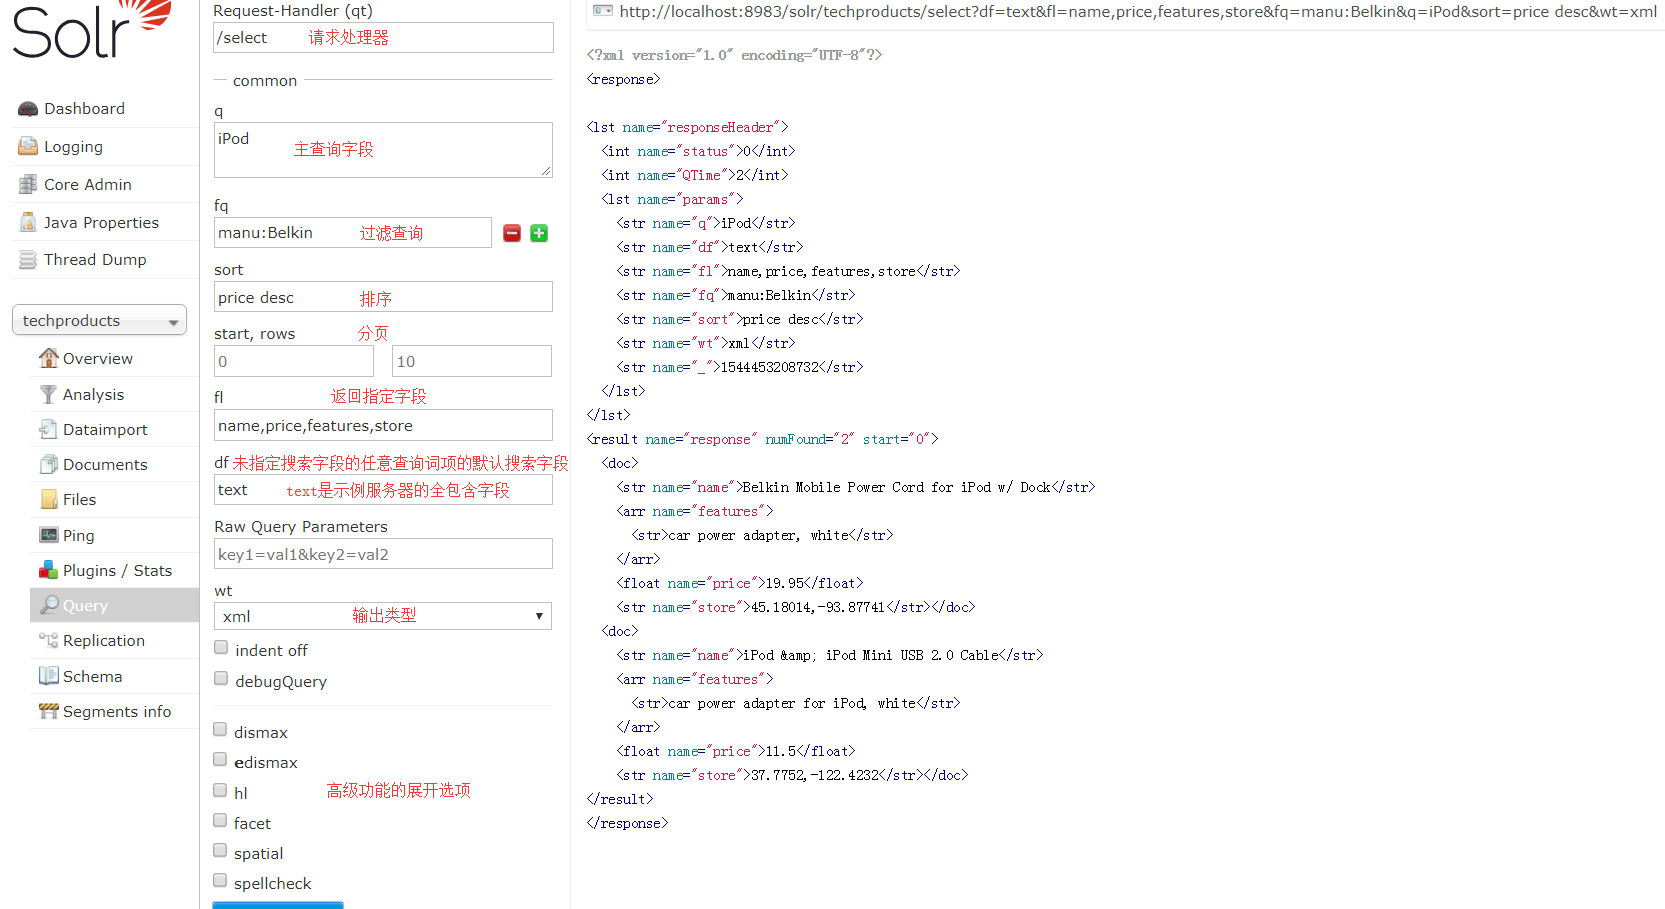 Solr
Dashboard
Logging
Core Admin
Java Properties
Thread Dump
techproducts
Overview
Analysis
Dataimport
Documents
Files
Ping
Plugins / Stats
Query
Replication
Schema
Segments info
Request-Handler (qt)
/select 请求处理器
common
q
iPod 主查询字段
fq
manu:Belkin 过滤查询
sort
price desc 排序
start, rows 分页
0 10
fl 返回指定字段
name,price,features,store
df 未指定搜索字段的任意查询词项的默认搜索字段
text text是示例服务器的全包含字段
Raw Query Parameters
key1=val1&key2=val2
wt
xml 输出类型
indent off
debugQuery
dismax
edismax
hl 高级功能的展开选项
facet
spatial
spellcheck
http://localhost:8983/solr/techproducts/select?df=text&fl=name,price,features,store&fq=manu:Belkin&q=iPod&sort=price desc&wt=xml
<?xml version="1.0" encoding="UTF-8"?>
<response>
<lst name="responseHeader">
<int name="status">0</int>
<int name="QTime">2</int>
<lst name="params">
<str name="q">iPod</str>
<str name="df">text</str>
<str name="fl">name,price,features,store</str>
<str name="fq">manu:Belkin</str>
<str name="sort">price desc</str>
<str name="wt">xml</str>
<str name="_">1544453208732</str>
</lst>
</lst>
<result name="response" numFound="2" start="0">
<doc>
<str name="name">Belkin Mobile Power Cord for iPod w/ Dock</str>
<arr name="features">
<str>car power adapter, white</str>
</arr>
<float name="price">19.95</float>
<str name="store">45.18014,-93.87741</str></doc>
<doc>
<str name="name">iPod &amp; iPod Mini USB 2.0 Cable</str>
<arr name="features">
<str>car power adapter for iPod, white</str>
</arr>
<float name="price">11.5</float>
<str name="store">37.7752,-122.4232</str></doc>
</result>
</response>